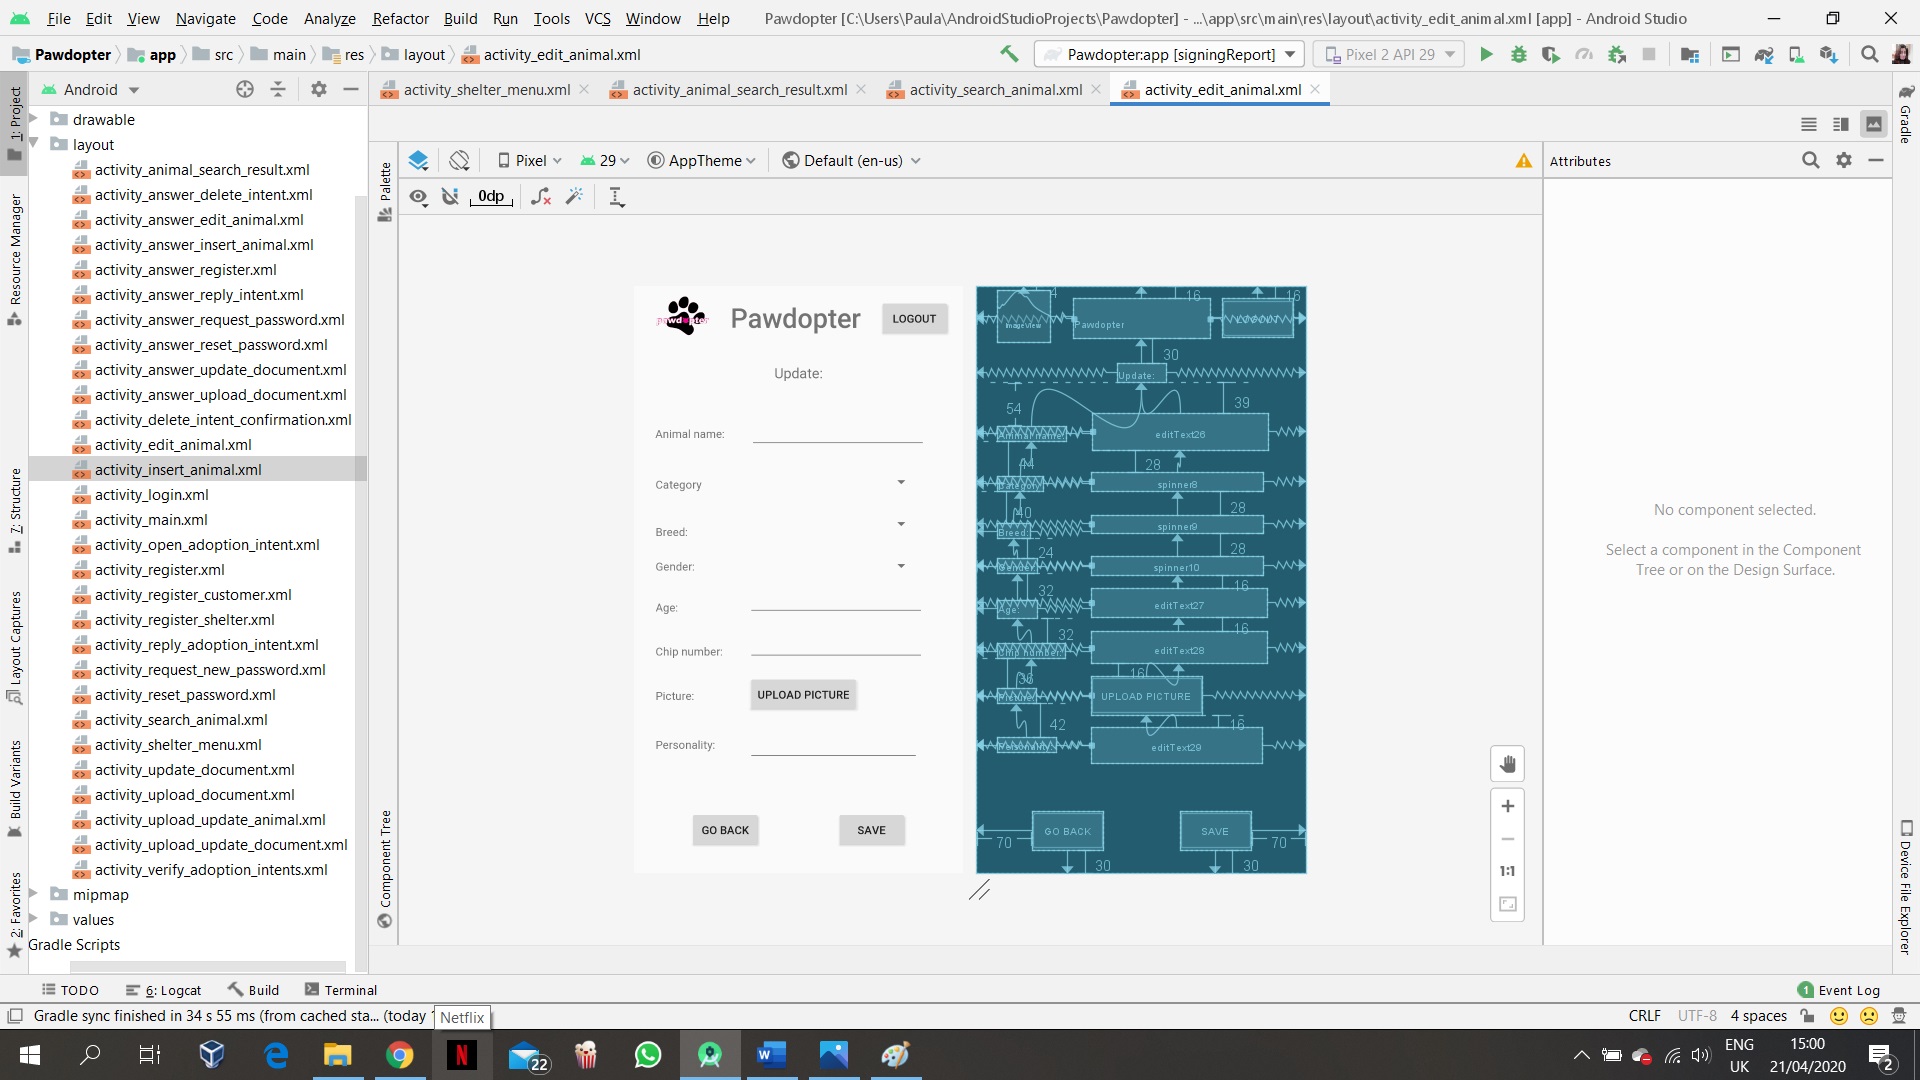 File Edit View Navigate Code Analyze Refactor Build Run Tools VCS Window Help Pawdopter [C:\Users\Paula\AndroidStudioProjects\Pawdopter] - ...\app\src\main\res\layout\activity_edit_animal.xml [app] - Android Studio
Pawdopter app src main res layout activity_edit_animal.xml Pawdopter:app [signingReport] Pixel 2 API 29
Android activity_shelter_menu.xml activity_animal_search_result.xml activity_search_animal.xml activity_edit_animal.xml
1: Project
Resource Manager
7: Structure
Layout Captures
Build Variants
2: Favorites
drawable
layout
activity_animal_search_result.xml
activity_answer_delete_intent.xml
activity_answer_edit_animal.xml
activity_answer_insert_animal.xml
activity_answer_register.xml
activity_answer_reply_intent.xml
activity_answer_request_password.xml
activity_answer_reset_password.xml
activity_answer_update_document.xml
activity_answer_upload_document.xml
activity_delete_intent_confirmation.xml
activity_edit_animal.xml
activity_insert_animal.xml
activity_login.xml
activity_main.xml
activity_open_adoption_intent.xml
activity_register.xml
activity_register_customer.xml
activity_register_shelter.xml
activity_reply_adoption_intent.xml
activity_request_new_password.xml
activity_reset_password.xml
activity_search_animal.xml
activity_shelter_menu.xml
activity_update_document.xml
activity_upload_document.xml
activity_upload_update_animal.xml
activity_upload_update_document.xml
activity_verify_adoption_intents.xml
mipmap
values
Gradle Scripts
Palette
Component Tree
Pixel 29 AppTheme Default (en-us)
0dp
pawdopter Pawdopter LOGOUT
Update:
Animal name:
Category
Breed:
Gender:
Age:
Chip number:
Picture: UPLOAD PICTURE
Personality:
GO BACK SAVE
4 16 16
ImageView Pawdopter LOGOUT
30
Update:
54 39
Animal name: editText26
44 28
Category spinner8
40 28
Breed: spinner9
24 28
Gender: spinner10
32 16
Age: editText27
32 16
Chip number: editText28
36 16
Picture: UPLOAD PICTURE
42 16
Personality: editText29
GO BACK SAVE
70 70
30 30
1:1
Attributes
No component selected.
Select a component in the Component
Tree or on the Design Surface.
Gradle
Device File Explorer
TODO 6: Logcat Build Terminal 1 Event Log
Gradle sync finished in 34 s 55 ms (from cached sta... (today Netflix CRLF UTF-8 4 spaces
N 22 W ENG 15:00
UK 21/04/2020 2